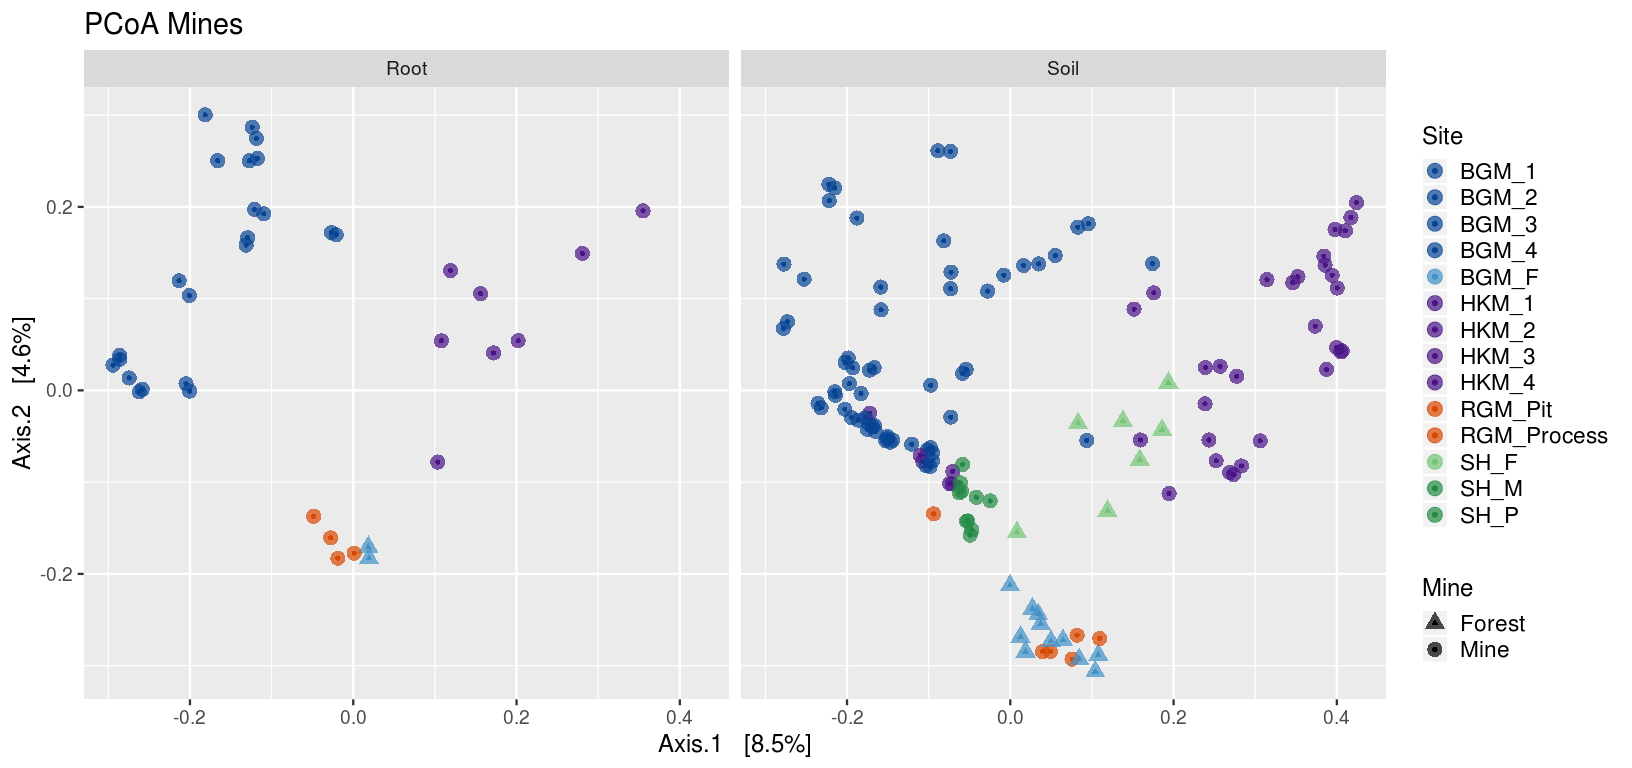 PCoA Mines
Root
Soil
0.2
0.0
-0.2
Axis.2 [4.6%]
-0.2
0.0
0.2
0.4
-0.2
0.0
0.2
0.4
Axis.1 [8.5%]
Site
BGM_1
BGM_2
BGM_3
BGM_4
BGM_F
HKM_1
HKM_2
HKM_3
HKM_4
RGM_Pit
RGM_Process
SH_F
SH_M
SH_P
Mine
Forest
Mine